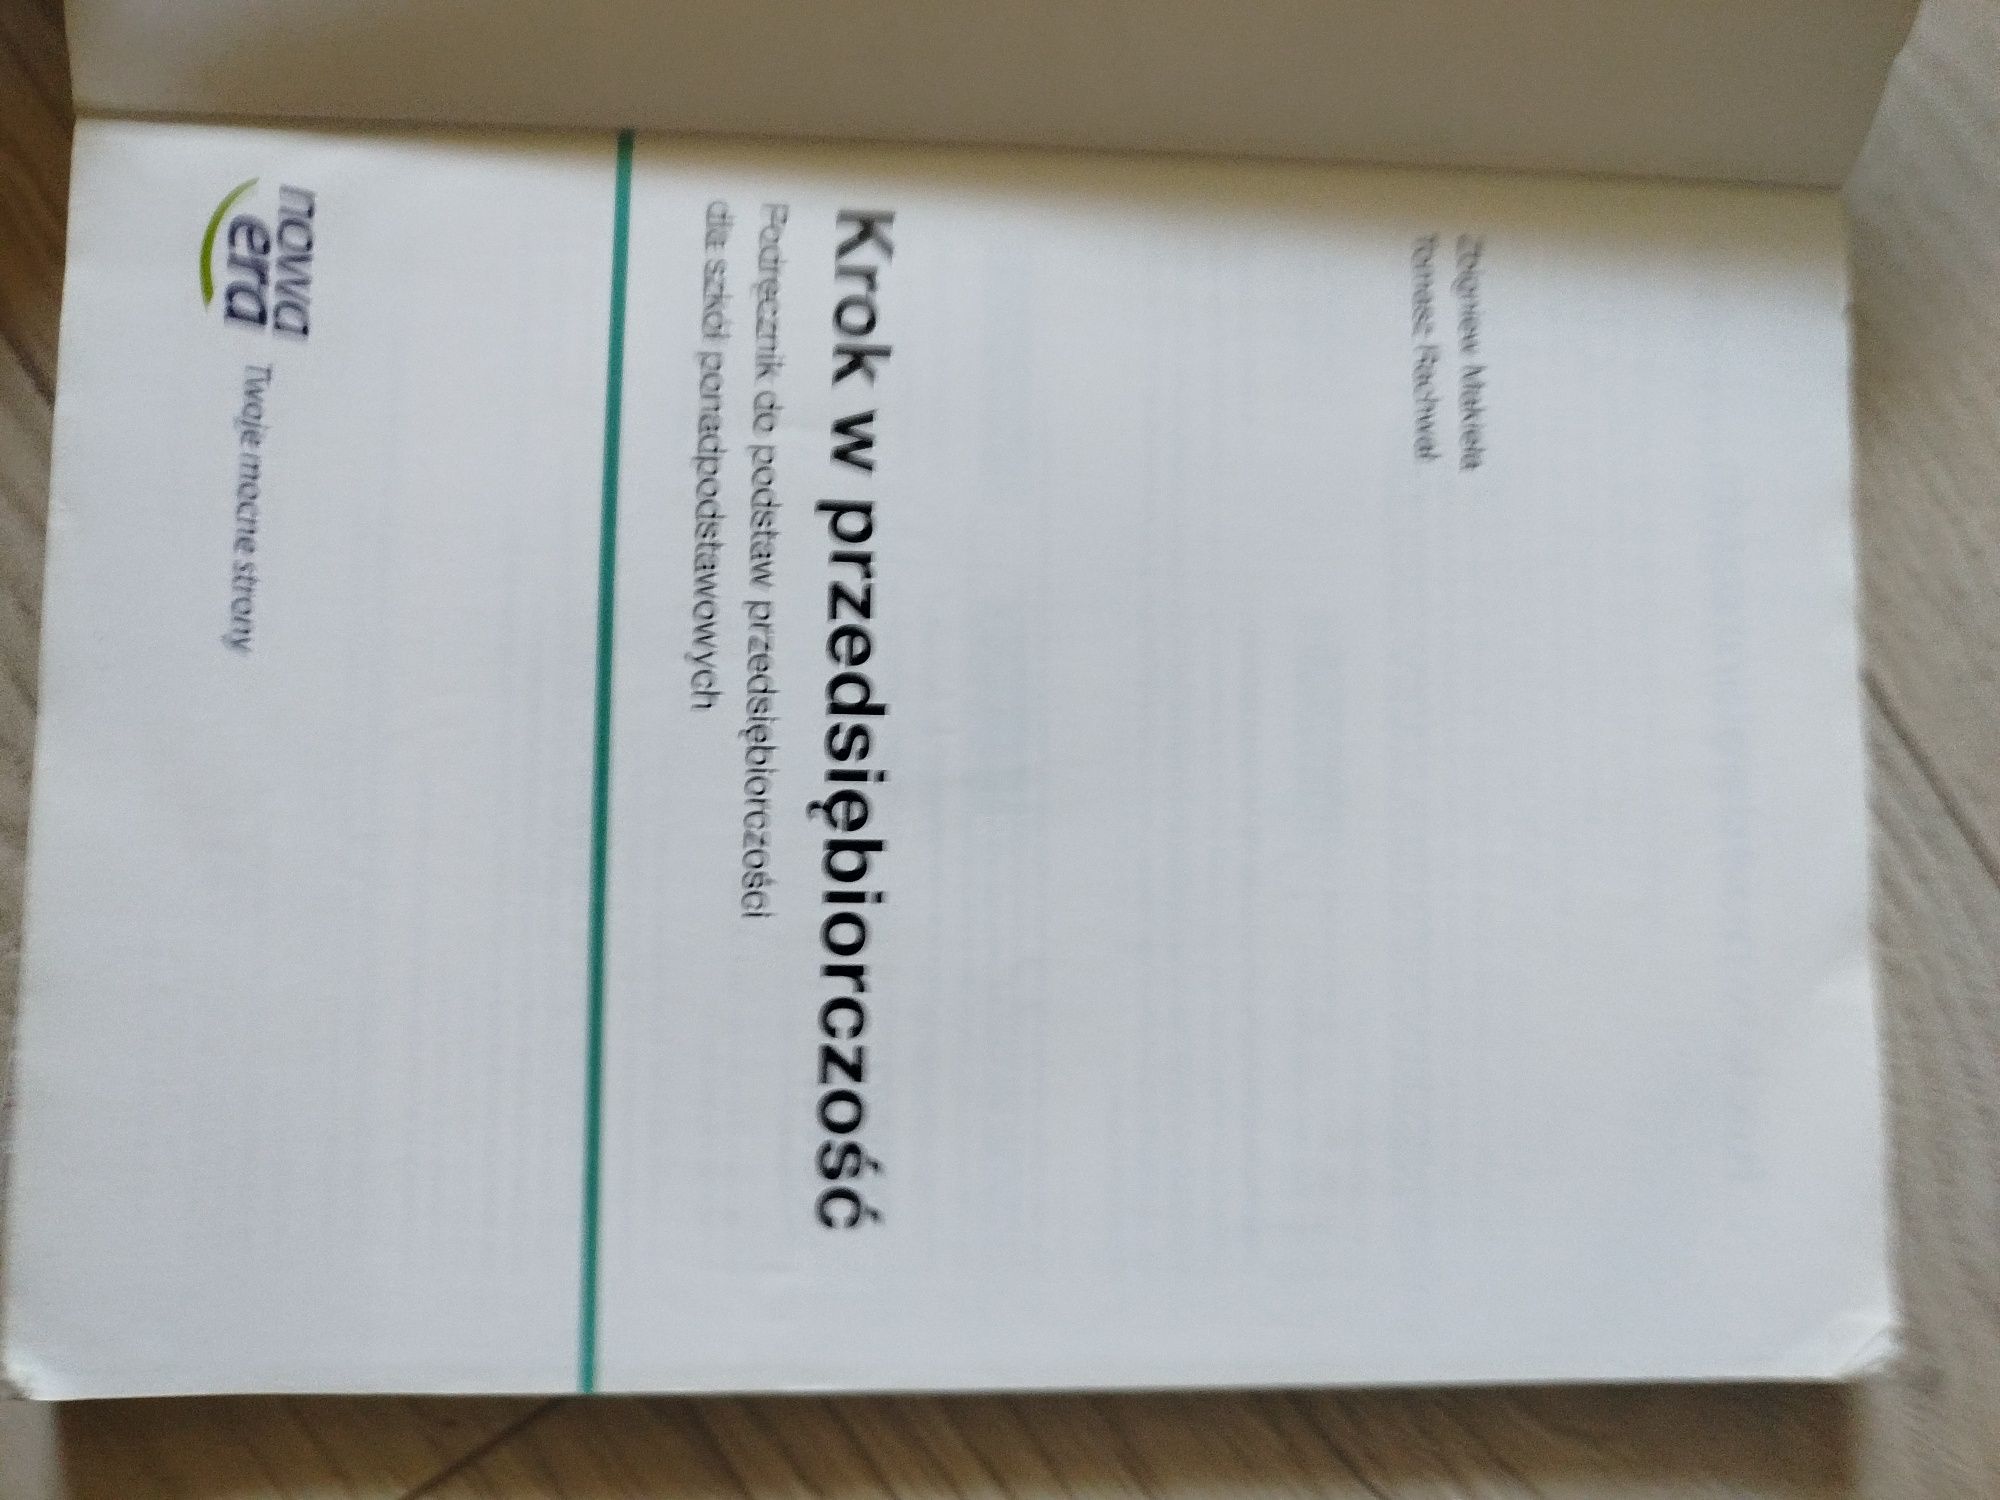 Zbigniew Makieła
Tomasz Rachwał
Krok w przedsiębiorczość
Podręcznik do podstaw przedsiębiorczości
dla szkół ponadpodstawowych
nowa
era
Twoje mocne strony